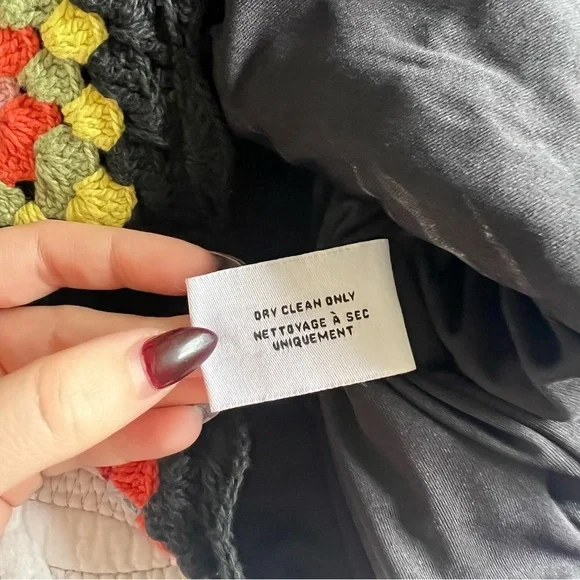 DRY CLEAN ONLY
NETTOYAGE À SEC
UNIQUEMENT